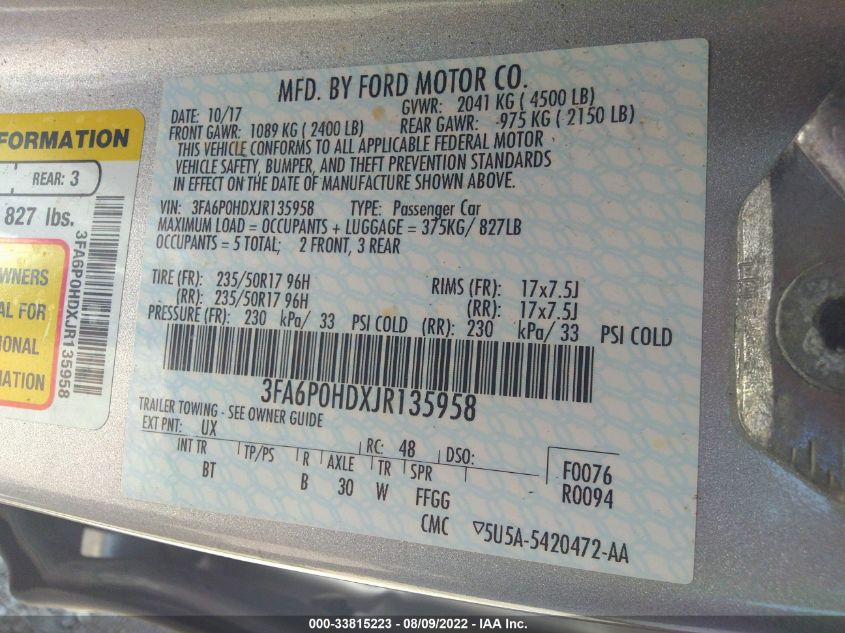 MFD. BY FORD MOTOR CO.
DATE: 10/17 GVWR: 2041 KG ( 4500 LB)
FRONT GAWR: 1089 KG ( 2400 LB) REAR GAWR: 975 KG ( 2150 LB)
THIS VEHICLE CONFORMS TO ALL APPLICABLE FEDERAL MOTOR
VEHICLE SAFETY, BUMPER, AND THEFT PREVENTION STANDARDS
IN EFFECT ON THE DATE OF MANUFACTURE SHOWN ABOVE.
VIN: 3FA6P0HDXJR135958 TYPE: Passenger Car
MAXIMUM LOAD = OCCUPANTS + LUGGAGE = 375KG/ 827LB
OCCUPANTS = 5 TOTAL; 2 FRONT, 3 REAR
TIRE (FR): 235/50R17 96H RIMS (FR): 17x7.5J
(RR): 235/50R17 96H (RR): 17x7.5J
PRESSURE (FR): 230 kPa/ 33 PSI COLD (RR): 230 kPa/ 33 PSI COLD
3FA6P0HDXJR135958
TRAILER TOWING - SEE OWNER GUIDE
EXT PNT: UX RC: 48 DSO:
INT TR TP/PS R AXLE TR SPR F0076
BT B 30 W FFGG R0094
CMC ▽5U5A-5420472-AA
FORMATION
REAR: 3
827 lbs.
WNERS
AL FOR
IONAL
MATION
3FA6P0HDXJR135958
000-33815223 - 08/09/2022 - IAA Inc.